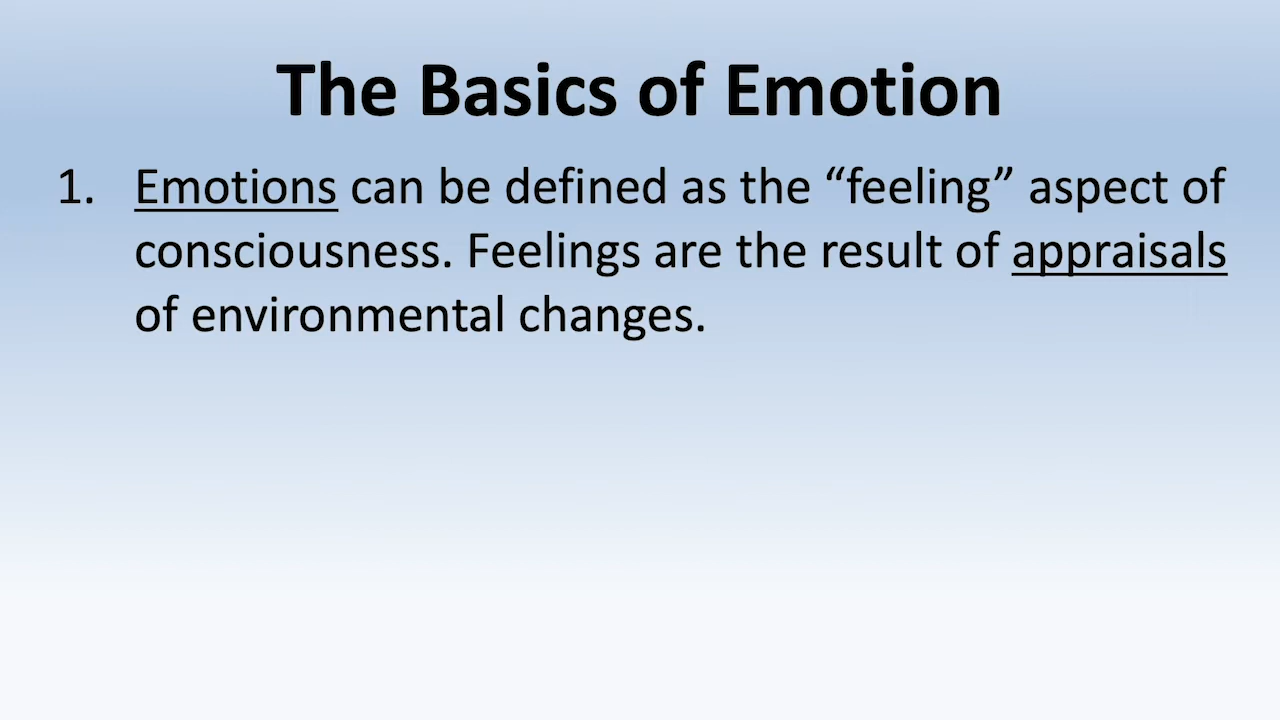 The Basics of Emotion
1. Emotions can be defined as the “feeling” aspect of
consciousness. Feelings are the result of appraisals
of environmental changes.